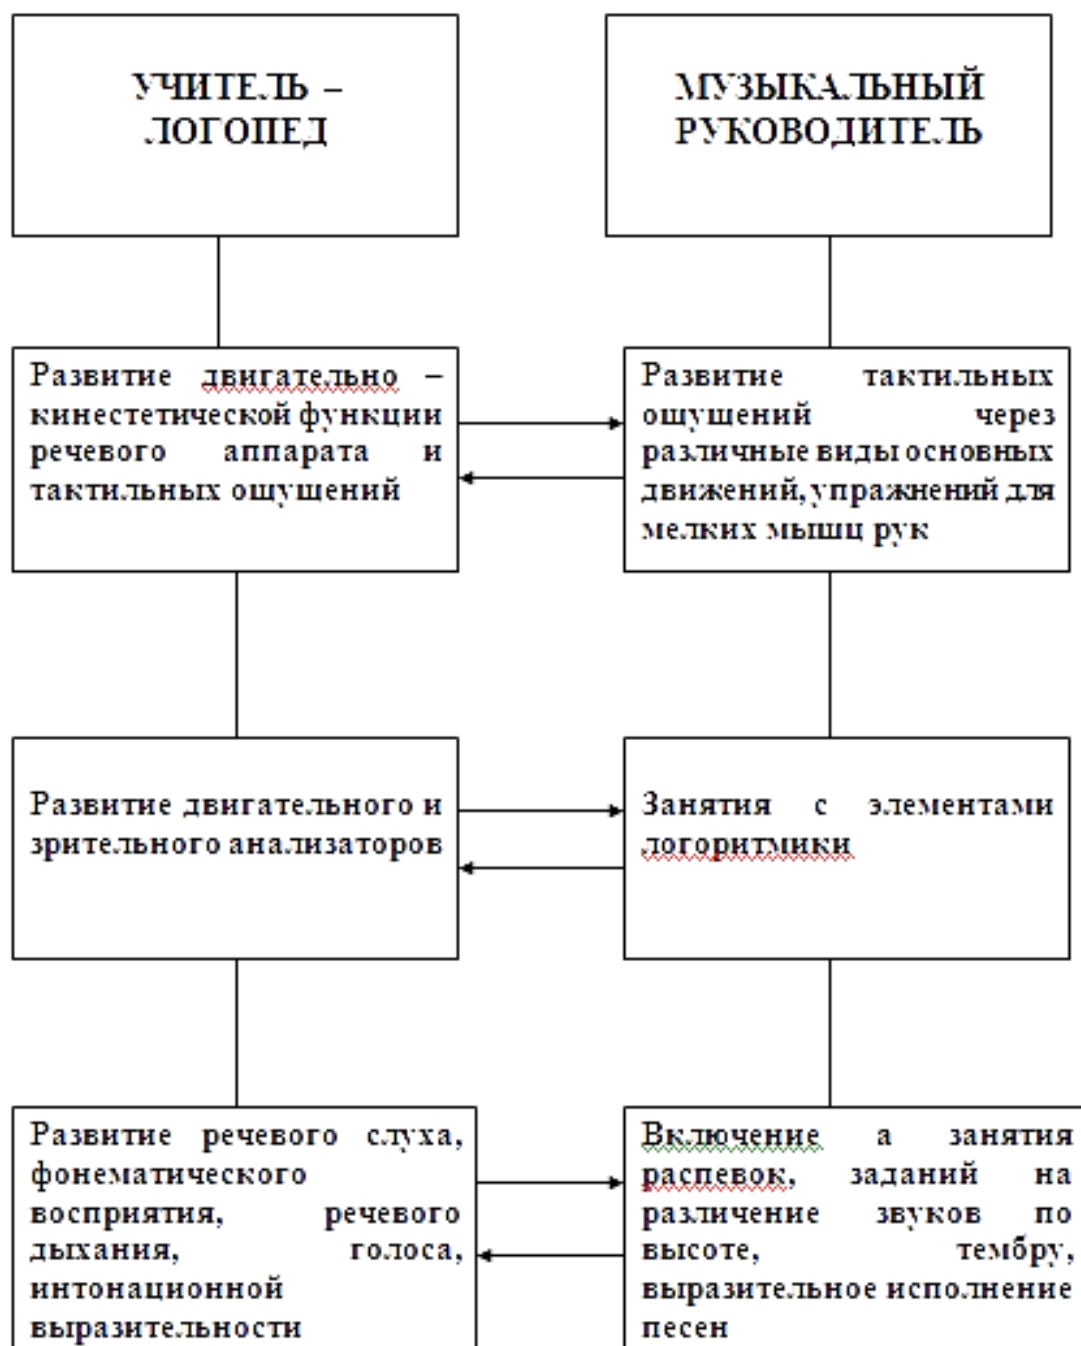 УЧИТЕЛЬ –
ЛОГОПЕД
МУЗЫКАЛЬНЫЙ
РУКОВОДИТЕЛЬ
Развитие двигательно –
кинестетической функции
речевого аппарата и
тактильных ощущений
Развитие тактильных
ощущений через
различные виды основных
движений, упражнений для
мелких мышц рук
Развитие двигательного и
зрительного анализаторов
Занятия с элементами
логоритмики
Развитие речевого слуха,
фонематического
восприятия, речевого
дыхания, голоса,
интонационной
выразительности
Включение а занятия
распевок, заданий на
различение звуков по
высоте, тембру,
выразительное исполнение
песен